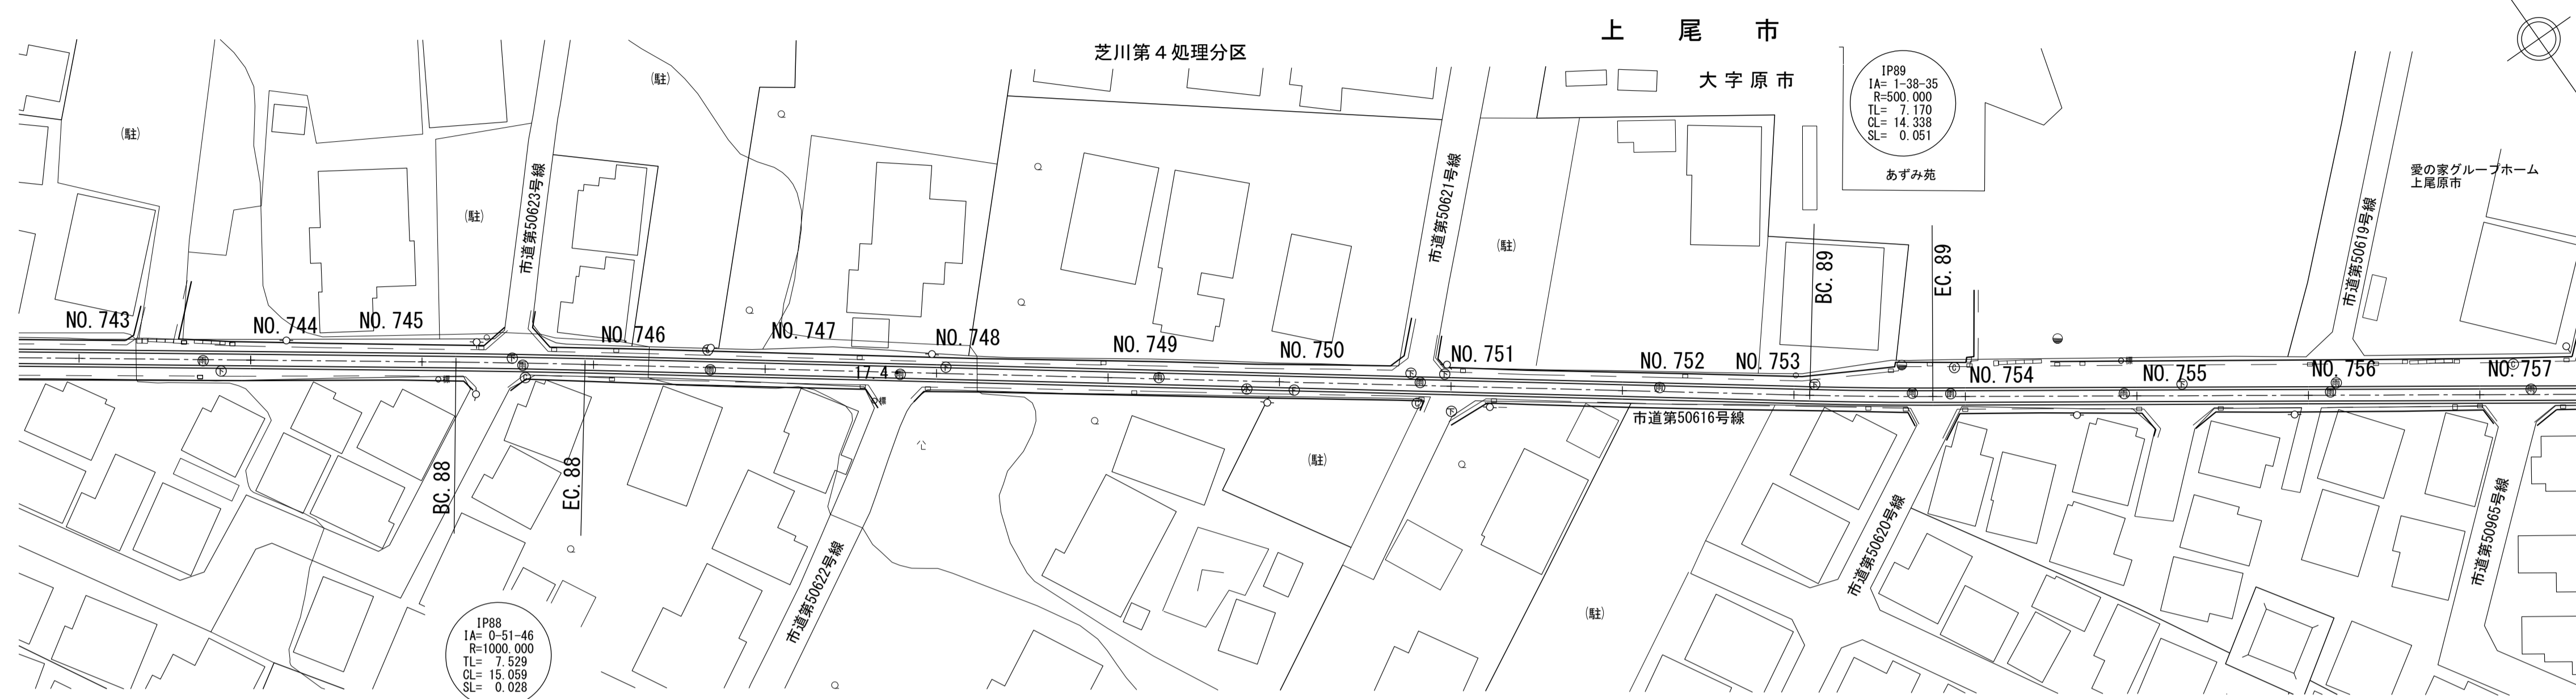 上尾市
芝川第４処理分区
大字原市
IP89
IA= 1-38-35
R=500.000
TL= 7.170
CL= 14.338
SL= 0.051
あずみ苑
愛の家グループホーム
上尾原市
(駐)
(駐)
(駐)
(駐)
市道第50623号線
市道第50621号線
市道第50619号線
BC.89
EC.89
NO.743
NO.744
NO.745
NO.746
NO.747
NO.748
NO.749
NO.750
NO.751
NO.752
NO.753
NO.754
NO.755
NO.756
NO.757
17.4
市道第50616号線
BC.88
EC.88
(駐)
(駐)
市道第50622号線
市道第50620号線
市道第50965号線
IP88
IA= 0-51-46
R=1000.000
TL= 7.529
CL= 15.059
SL= 0.028